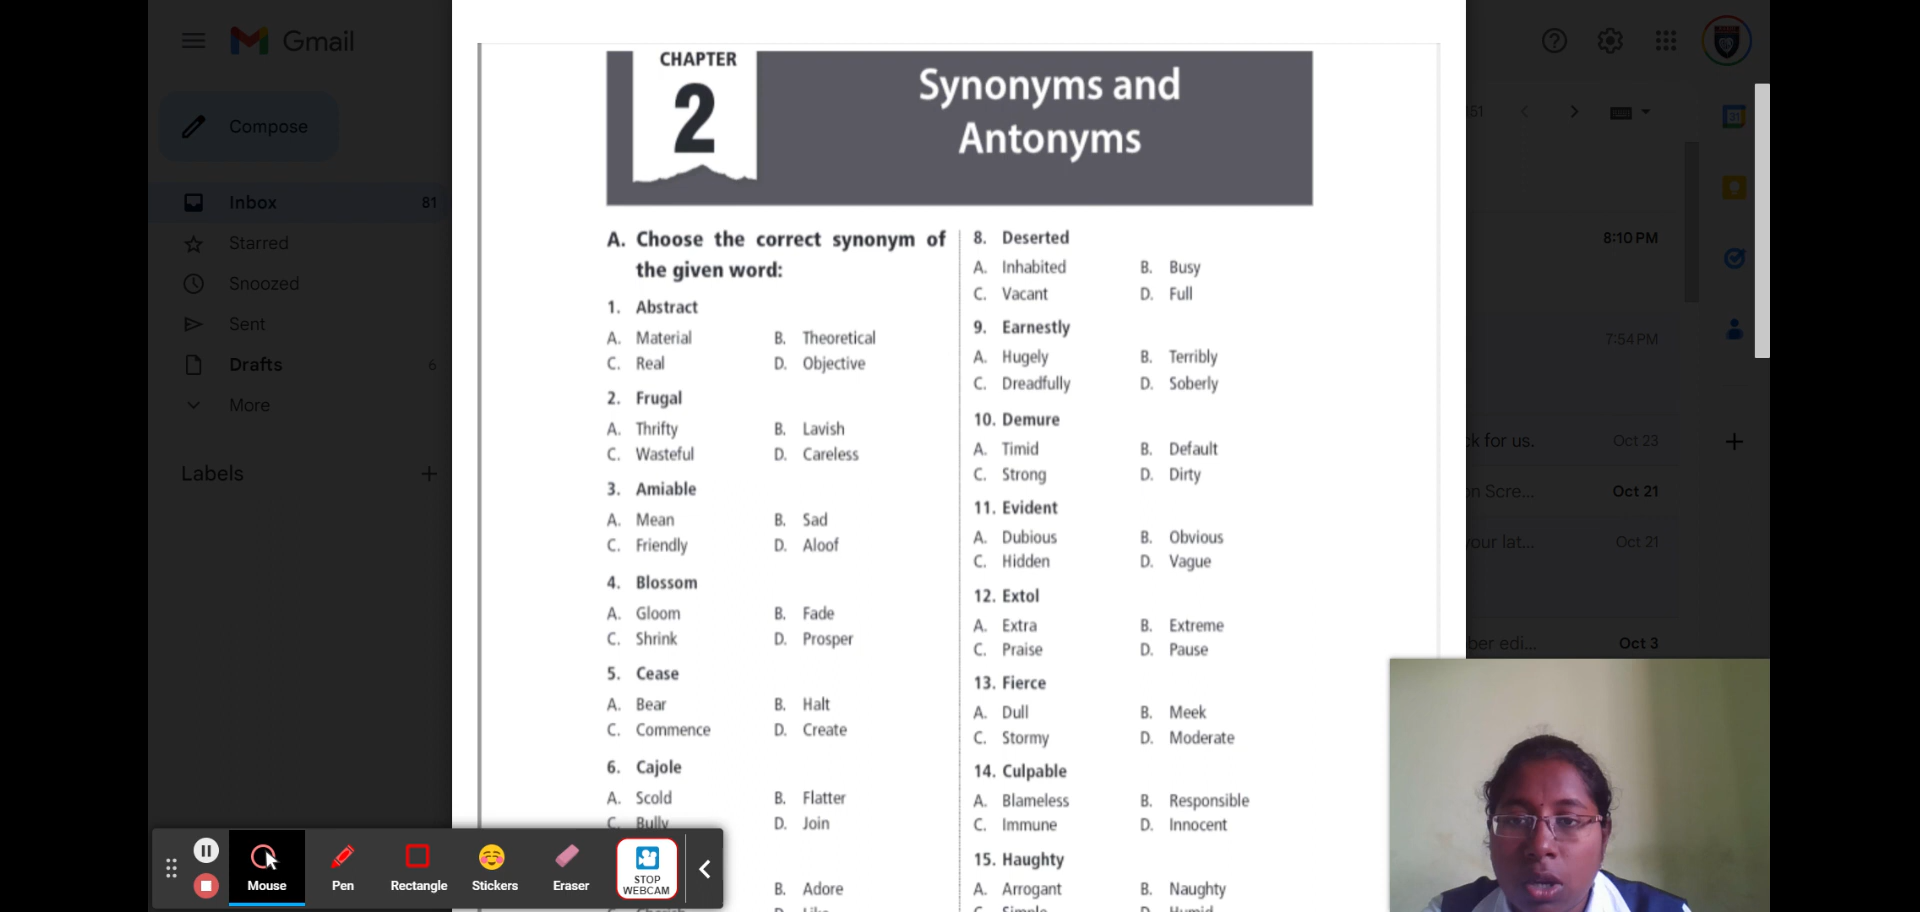 Gmail
Compose
Inbox 81
Starred
Snoozed
Sent
Drafts 6
More
Labels
CHAPTER
2
Synonyms and
Antonyms
A. Choose the correct synonym of
the given word:
1. Abstract
A. Material B. Theoretical
C. Real D. Objective
2. Frugal
A. Thrifty B. Lavish
C. Wasteful D. Careless
3. Amiable
A. Mean B. Sad
C. Friendly D. Aloof
4. Blossom
A. Gloom B. Fade
C. Shrink D. Prosper
5. Cease
A. Bear B. Halt
C. Commence D. Create
6. Cajole
A. Scold B. Flatter
C. Bully D. Join
B. Adore
8. Deserted
A. Inhabited B. Busy
C. Vacant D. Full
9. Earnestly
A. Hugely B. Terribly
C. Dreadfully D. Soberly
10. Demure
A. Timid B. Default
C. Strong D. Dirty
11. Evident
A. Dubious B. Obvious
C. Hidden D. Vague
12. Extol
A. Extra B. Extreme
C. Praise D. Pause
13. Fierce
A. Dull B. Meek
C. Stormy D. Moderate
14. Culpable
A. Blameless B. Responsible
C. Immune D. Innocent
15. Haughty
A. Arrogant B. Naughty
51
8:10 PM
7:54 PM
k for us. Oct 23
n Scre... Oct 21
our lat... Oct 21
ber edi... Oct 3
Mouse
Pen
Rectangle
Stickers
Eraser
STOP
WEBCAM